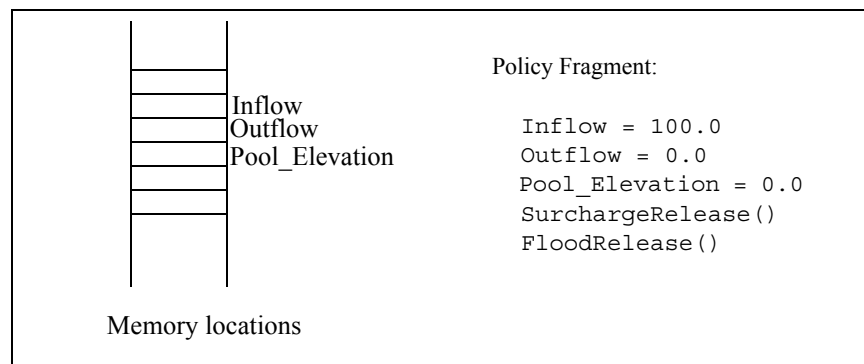 Inflow
Outflow
Pool_Elevation
Memory locations
Policy Fragment:
Inflow = 100.0
Outflow = 0.0
Pool_Elevation = 0.0
SurchargeRelease()
FloodRelease()